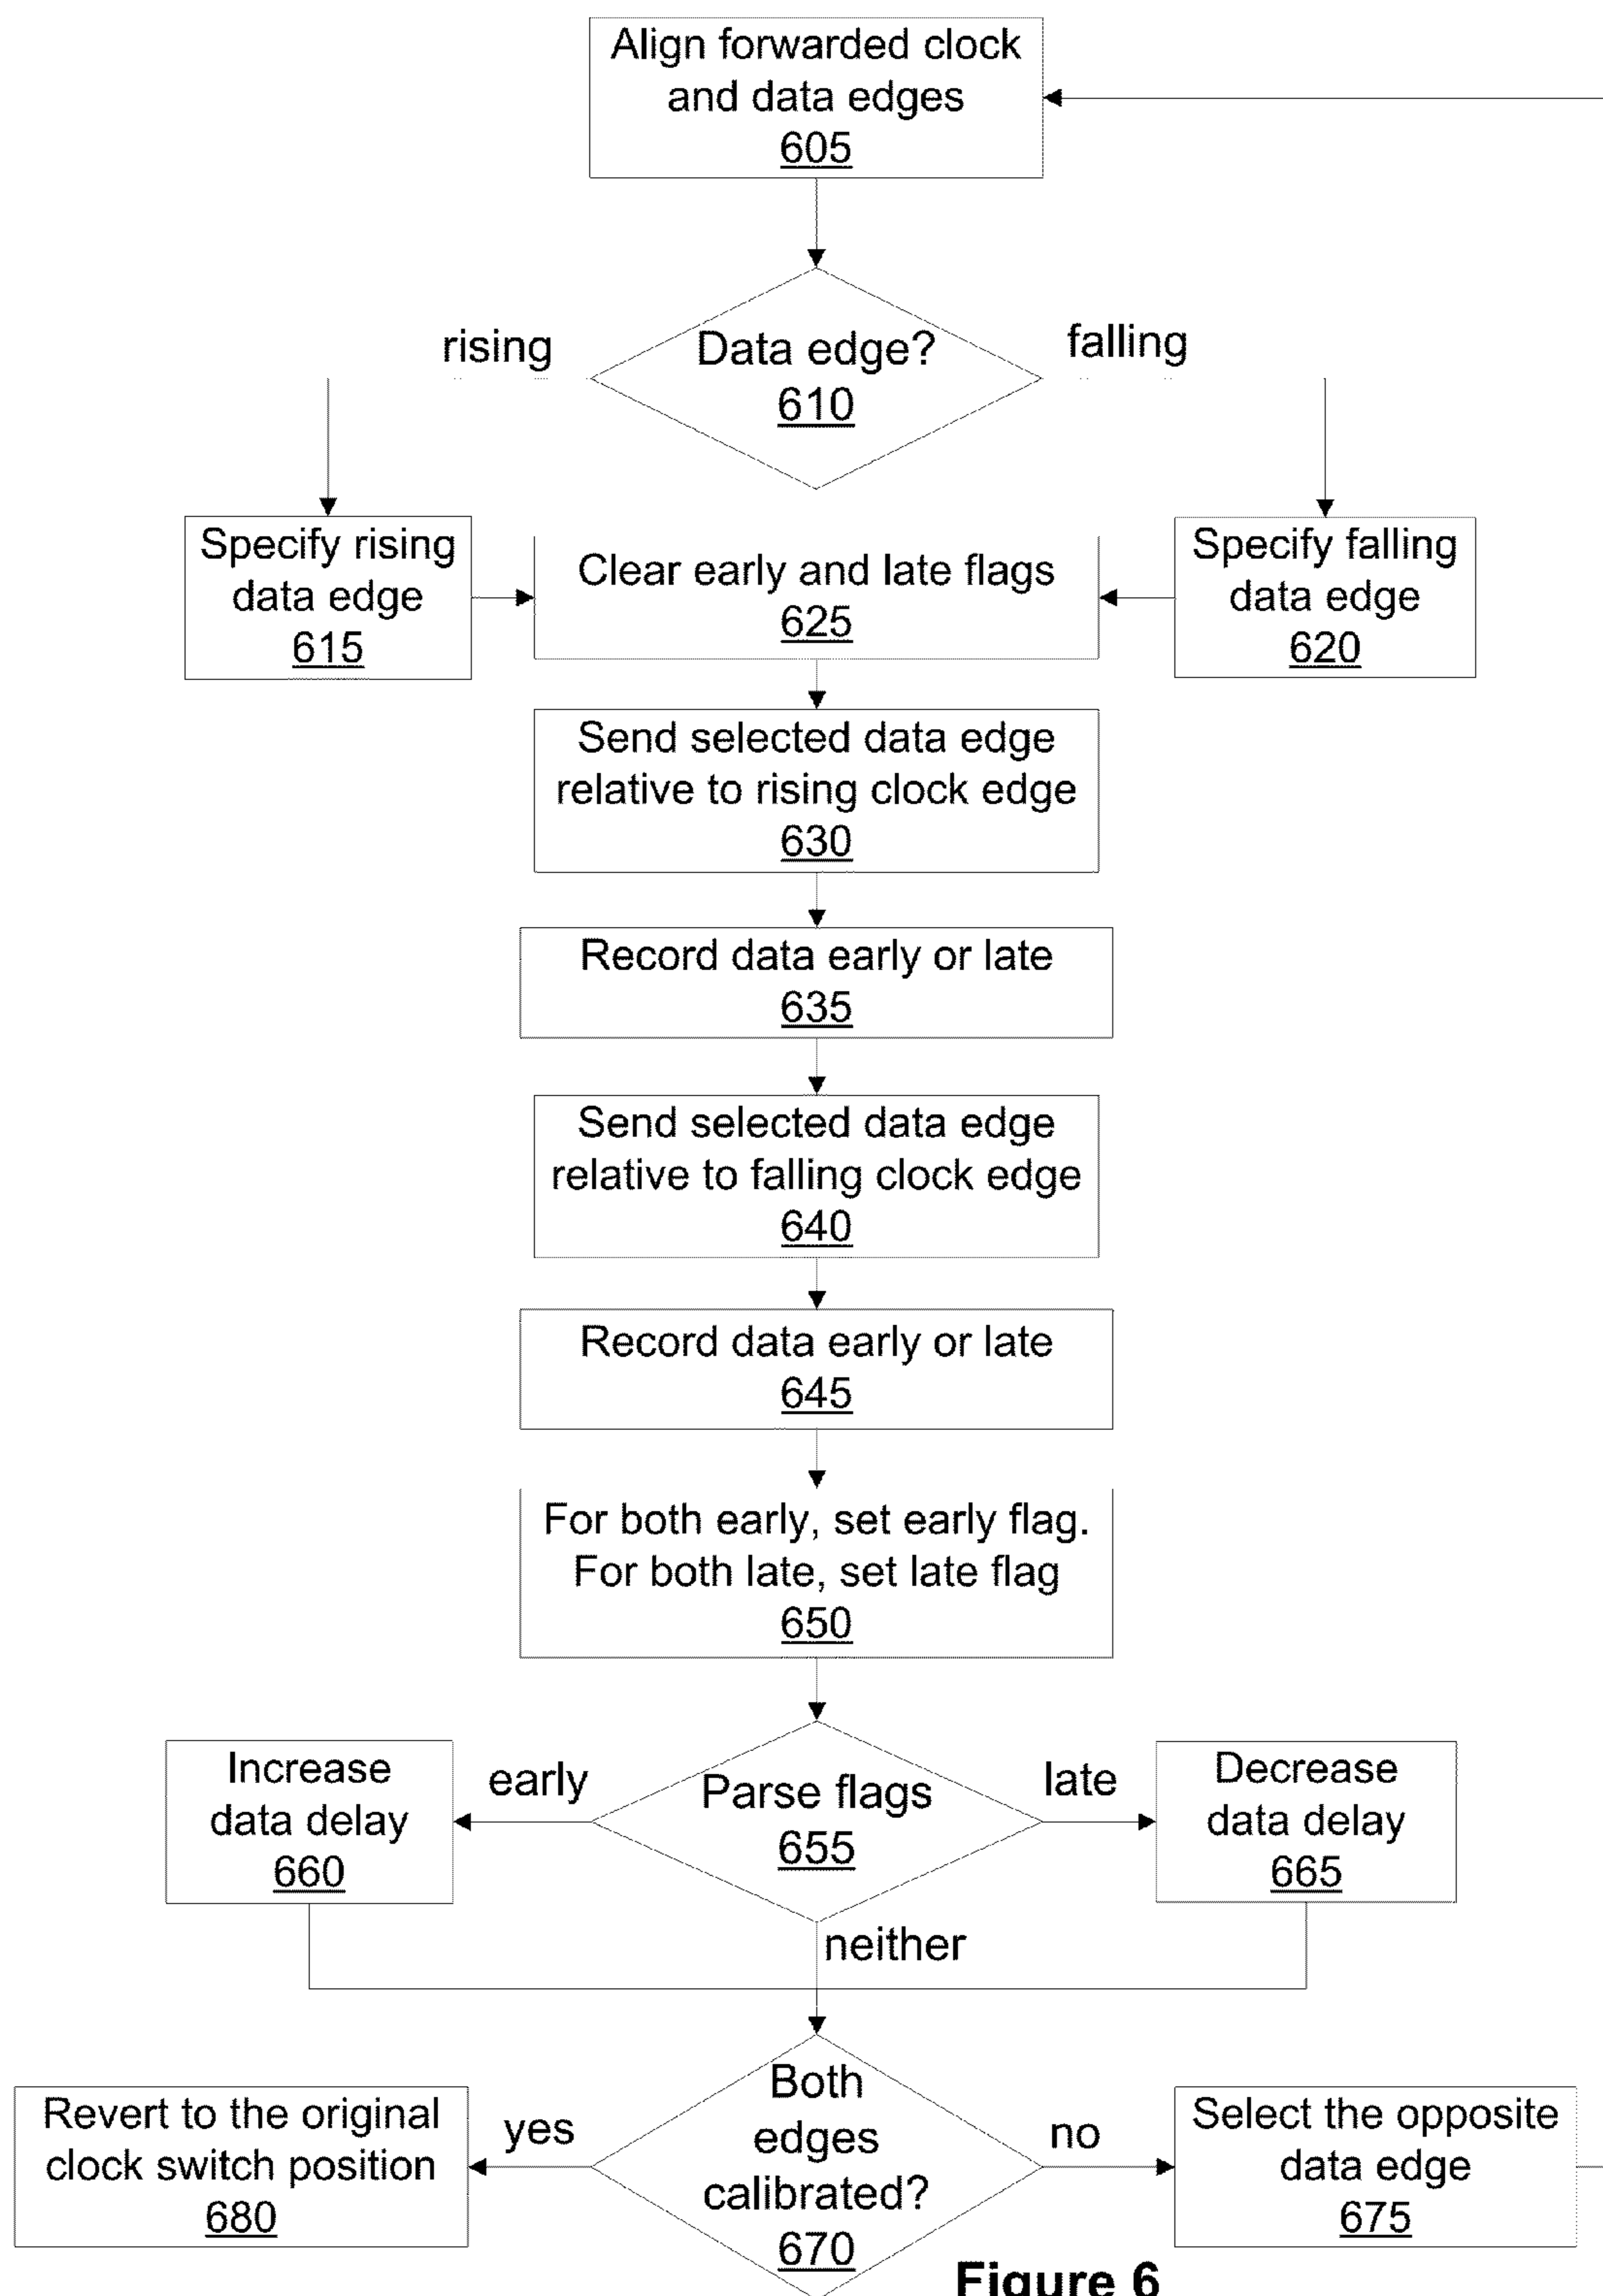 Align forwarded clock
and data edges
605
rising
Data edge?
610
falling
Specify rising
data edge
615
Clear early and late flags
625
Specify falling
data edge
620
Send selected data edge
relative to rising clock edge
630
Record data early or late
635
Send selected data edge
relative to falling clock edge
640
Record data early or late
645
For both early, set early flag.
For both late, set late flag
650
Increase
data delay
660
early
Parse flags
655
late
Decrease
data delay
665
neither
Revert to the original
clock switch position
680
yes
Both
edges
calibrated?
670
no
Select the opposite
data edge
675
Figure 6